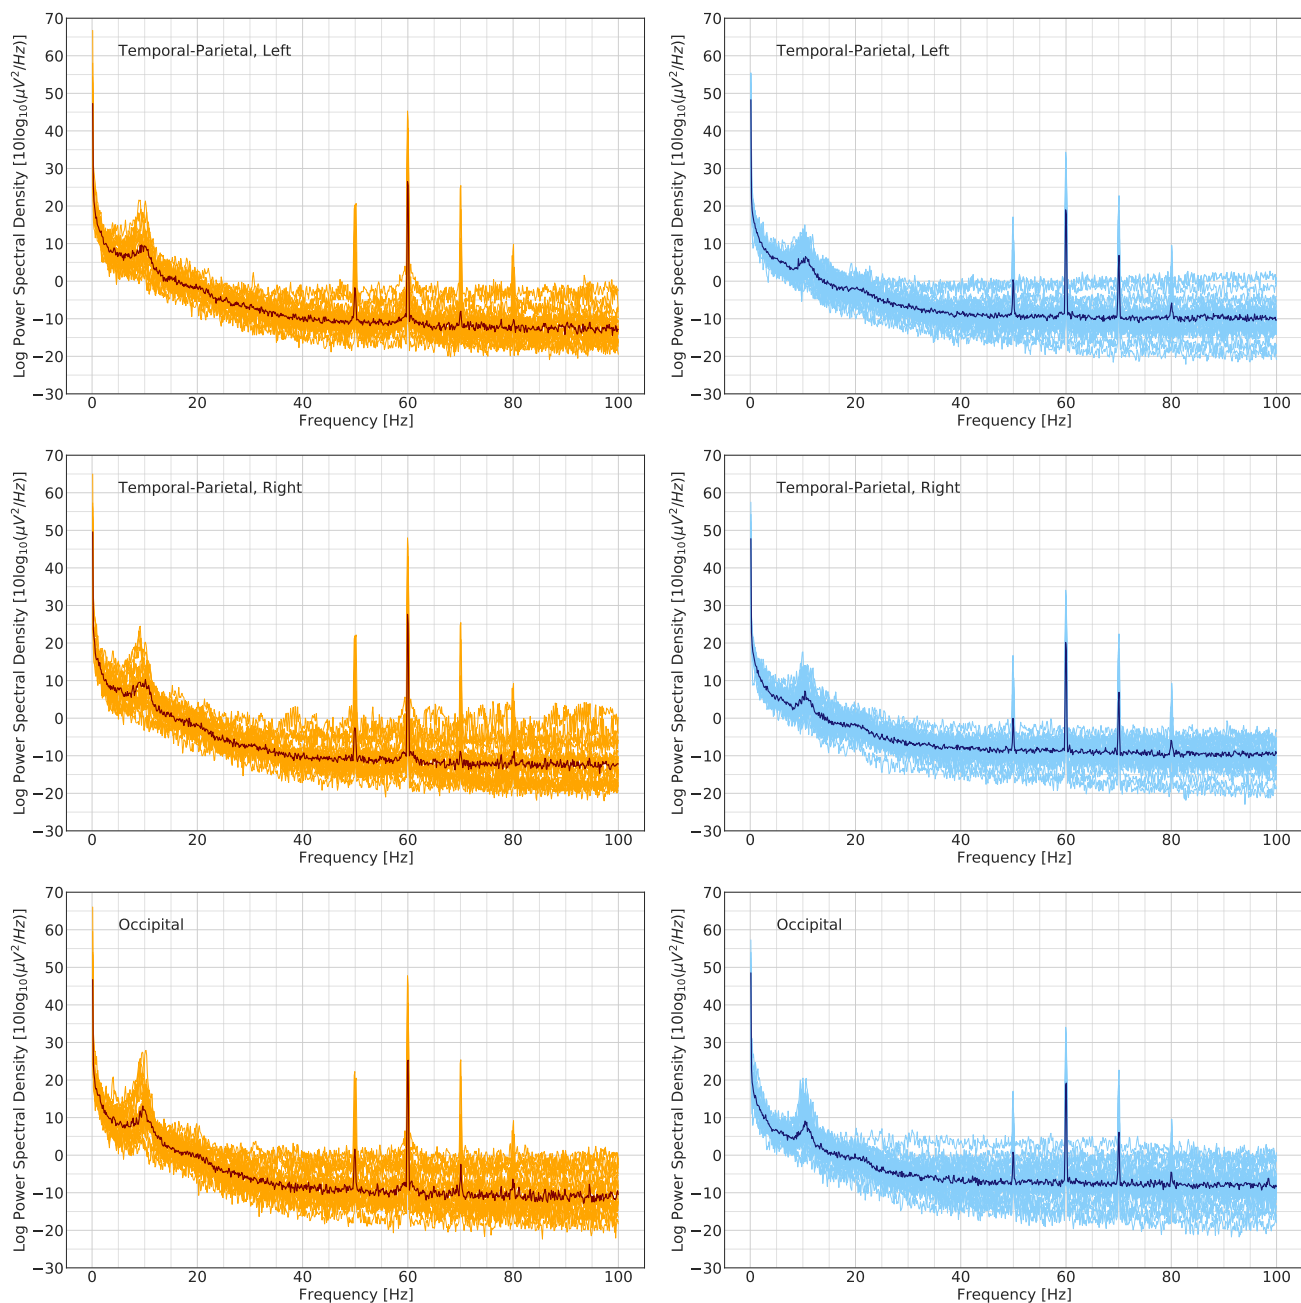 Temporal-Parietal, Left
Log Power Spectral Density [10log₁₀(μV²/Hz)]
70
60
50
40
30
20
10
0
−10
−20
−30
0 20 40 60 80 100
Frequency [Hz]
Temporal-Parietal, Left
Log Power Spectral Density [10log₁₀(μV²/Hz)]
70
60
50
40
30
20
10
0
−10
−20
−30
0 20 40 60 80 100
Frequency [Hz]
Temporal-Parietal, Right
Log Power Spectral Density [10log₁₀(μV²/Hz)]
70
60
50
40
30
20
10
0
−10
−20
−30
0 20 40 60 80 100
Frequency [Hz]
Temporal-Parietal, Right
Log Power Spectral Density [10log₁₀(μV²/Hz)]
70
60
50
40
30
20
10
0
−10
−20
−30
0 20 40 60 80 100
Frequency [Hz]
Occipital
Log Power Spectral Density [10log₁₀(μV²/Hz)]
70
60
50
40
30
20
10
0
−10
−20
−30
0 20 40 60 80 100
Frequency [Hz]
Occipital
Log Power Spectral Density [10log₁₀(μV²/Hz)]
70
60
50
40
30
20
10
0
−10
−20
−30
0 20 40 60 80 100
Frequency [Hz]